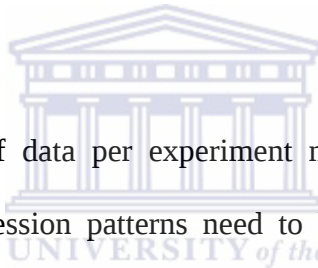 f data per experiment
ession patterns need to
UNIVERSITY of the